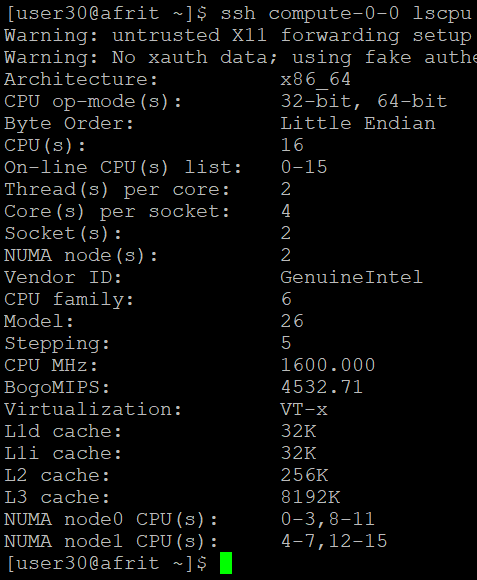 [user30@afrit ~]$ ssh compute-0-0 lscpu
Warning: untrusted X11 forwarding setup
Warning: No xauth data; using fake authe
Architecture: x86_64
CPU op-mode(s): 32-bit, 64-bit
Byte Order: Little Endian
CPU(s): 16
On-line CPU(s) list: 0-15
Thread(s) per core: 2
Core(s) per socket: 4
Socket(s): 2
NUMA node(s): 2
Vendor ID: GenuineIntel
CPU family: 6
Model: 26
Stepping: 5
CPU MHz: 1600.000
BogoMIPS: 4532.71
Virtualization: VT-x
L1d cache: 32K
L1i cache: 32K
L2 cache: 256K
L3 cache: 8192K
NUMA node0 CPU(s): 0-3,8-11
NUMA node1 CPU(s): 4-7,12-15
[user30@afrit ~]$